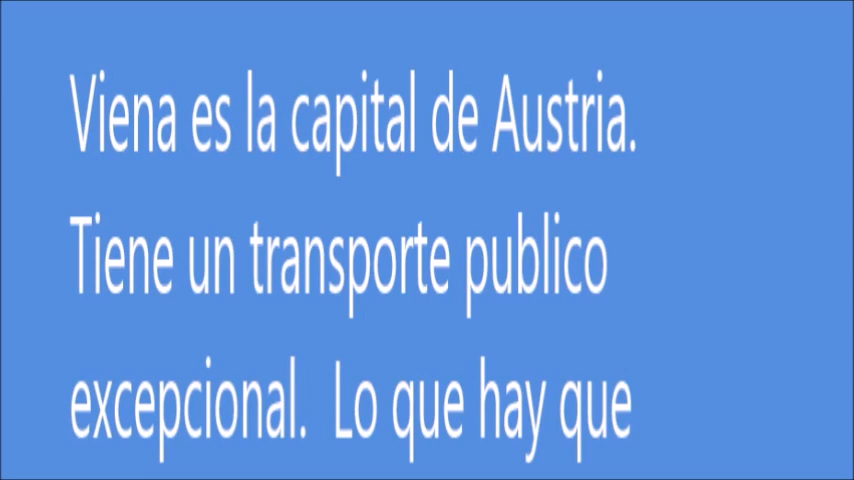 Viena es la capital de Austria.
Tiene un transporte publico
excepcional.  Lo que hay que